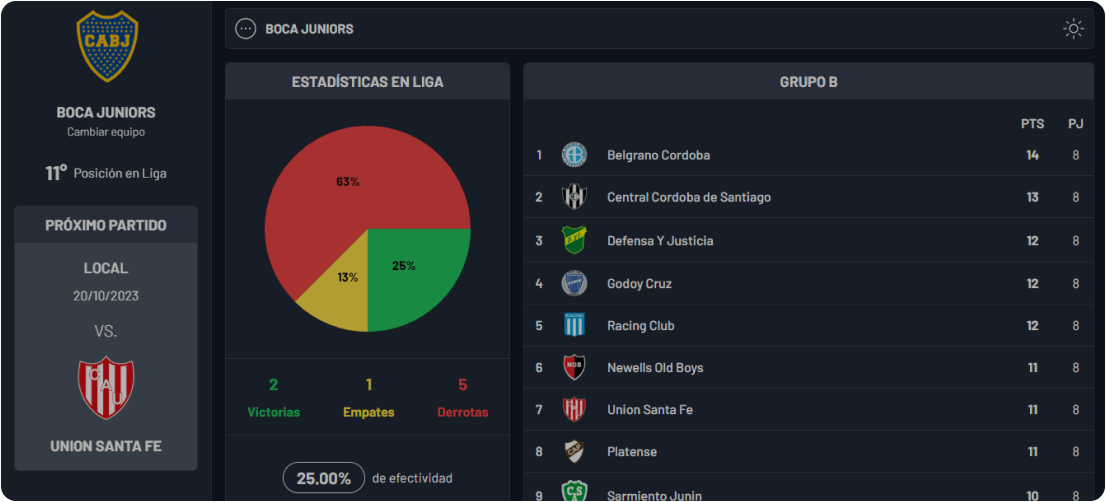 CABJ
BOCA JUNIORS
Cambiar equipo
11° Posición en Liga
PRÓXIMO PARTIDO
LOCAL
20/10/2023
VS.
CAU
UNION SANTA FE
BOCA JUNIORS
ESTADÍSTICAS EN LIGA
63%
25%
13%
2 1 5
Victorias Empates Derrotas
25.00% de efectividad
GRUPO B
PTS PJ
1 Belgrano Cordoba 14 8
2 Central Cordoba de Santiago 13 8
3 Defensa Y Justicia 12 8
4 Godoy Cruz 12 8
5 Racing Club 12 8
6 NOB Newells Old Boys 11 8
7 Union Santa Fe 11 8
8 CAP Platense 11 8
9 CS Sarmiento Junin 10 8